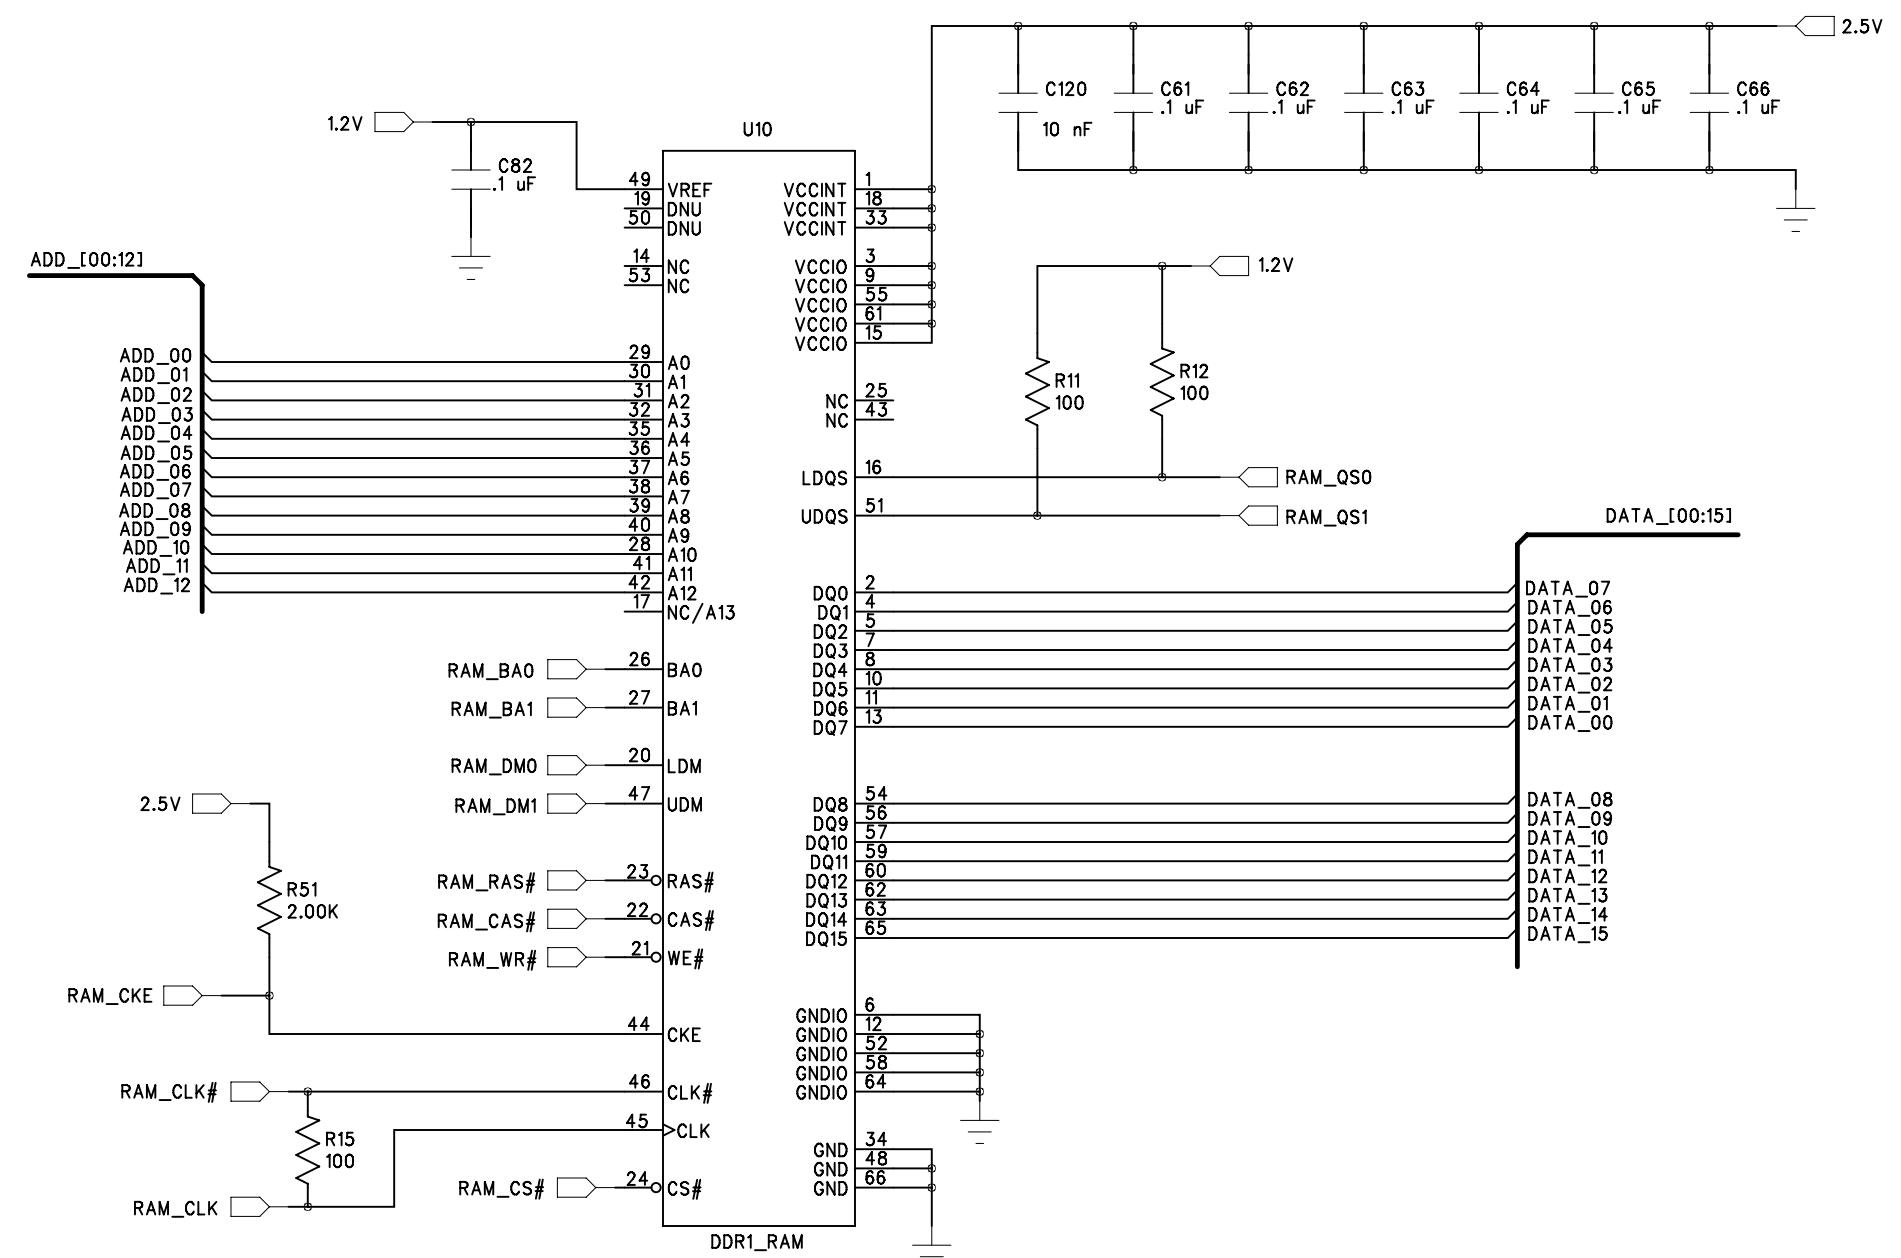 2.5V
C120
10 nF
C61
.1 uF
C62
.1 uF
C63
.1 uF
C64
.1 uF
C65
.1 uF
C66
.1 uF
1.2V
C82
.1 uF
U10
49 VREF
19 DNU
50 DNU
14 NC
53 NC
ADD_[00:12]
ADD_00 29 A0
ADD_01 30 A1
ADD_02 31 A2
ADD_03 32 A3
ADD_04 35 A4
ADD_05 36 A5
ADD_06 37 A6
ADD_07 38 A7
ADD_08 39 A8
ADD_09 40 A9
ADD_10 28 A10
ADD_11 41 A11
ADD_12 42 A12
17 NC/A13
RAM_BA0 26 BA0
RAM_BA1 27 BA1
RAM_DM0 20 LDM
RAM_DM1 47 UDM
2.5V
R51
2.00K
RAM_RAS# 23 RAS#
RAM_CAS# 22 CAS#
RAM_WR# 21 WE#
RAM_CKE 44 CKE
RAM_CLK# 46 CLK#
R15
100
45 CLK
RAM_CLK
RAM_CS# 24 CS#
VCCINT 1
VCCINT 18
VCCINT 33
VCCIO 3
VCCIO 9
VCCIO 55
VCCIO 61
VCCIO 15
1.2V
R11
100
R12
100
NC 25
NC 43
LDQS 16 RAM_QS0
UDQS 51 RAM_QS1
DATA_[00:15]
DQ0 2 DATA_07
DQ1 4 DATA_06
DQ2 5 DATA_05
DQ3 7 DATA_04
DQ4 8 DATA_03
DQ5 10 DATA_02
DQ6 11 DATA_01
DQ7 13 DATA_00
DQ8 54 DATA_08
DQ9 56 DATA_09
DQ10 57 DATA_10
DQ11 59 DATA_11
DQ12 60 DATA_12
DQ13 62 DATA_13
DQ14 63 DATA_14
DQ15 65 DATA_15
GNDIO 6
GNDIO 12
GNDIO 52
GNDIO 58
GNDIO 64
GND 34
GND 48
GND 66
DDR1_RAM